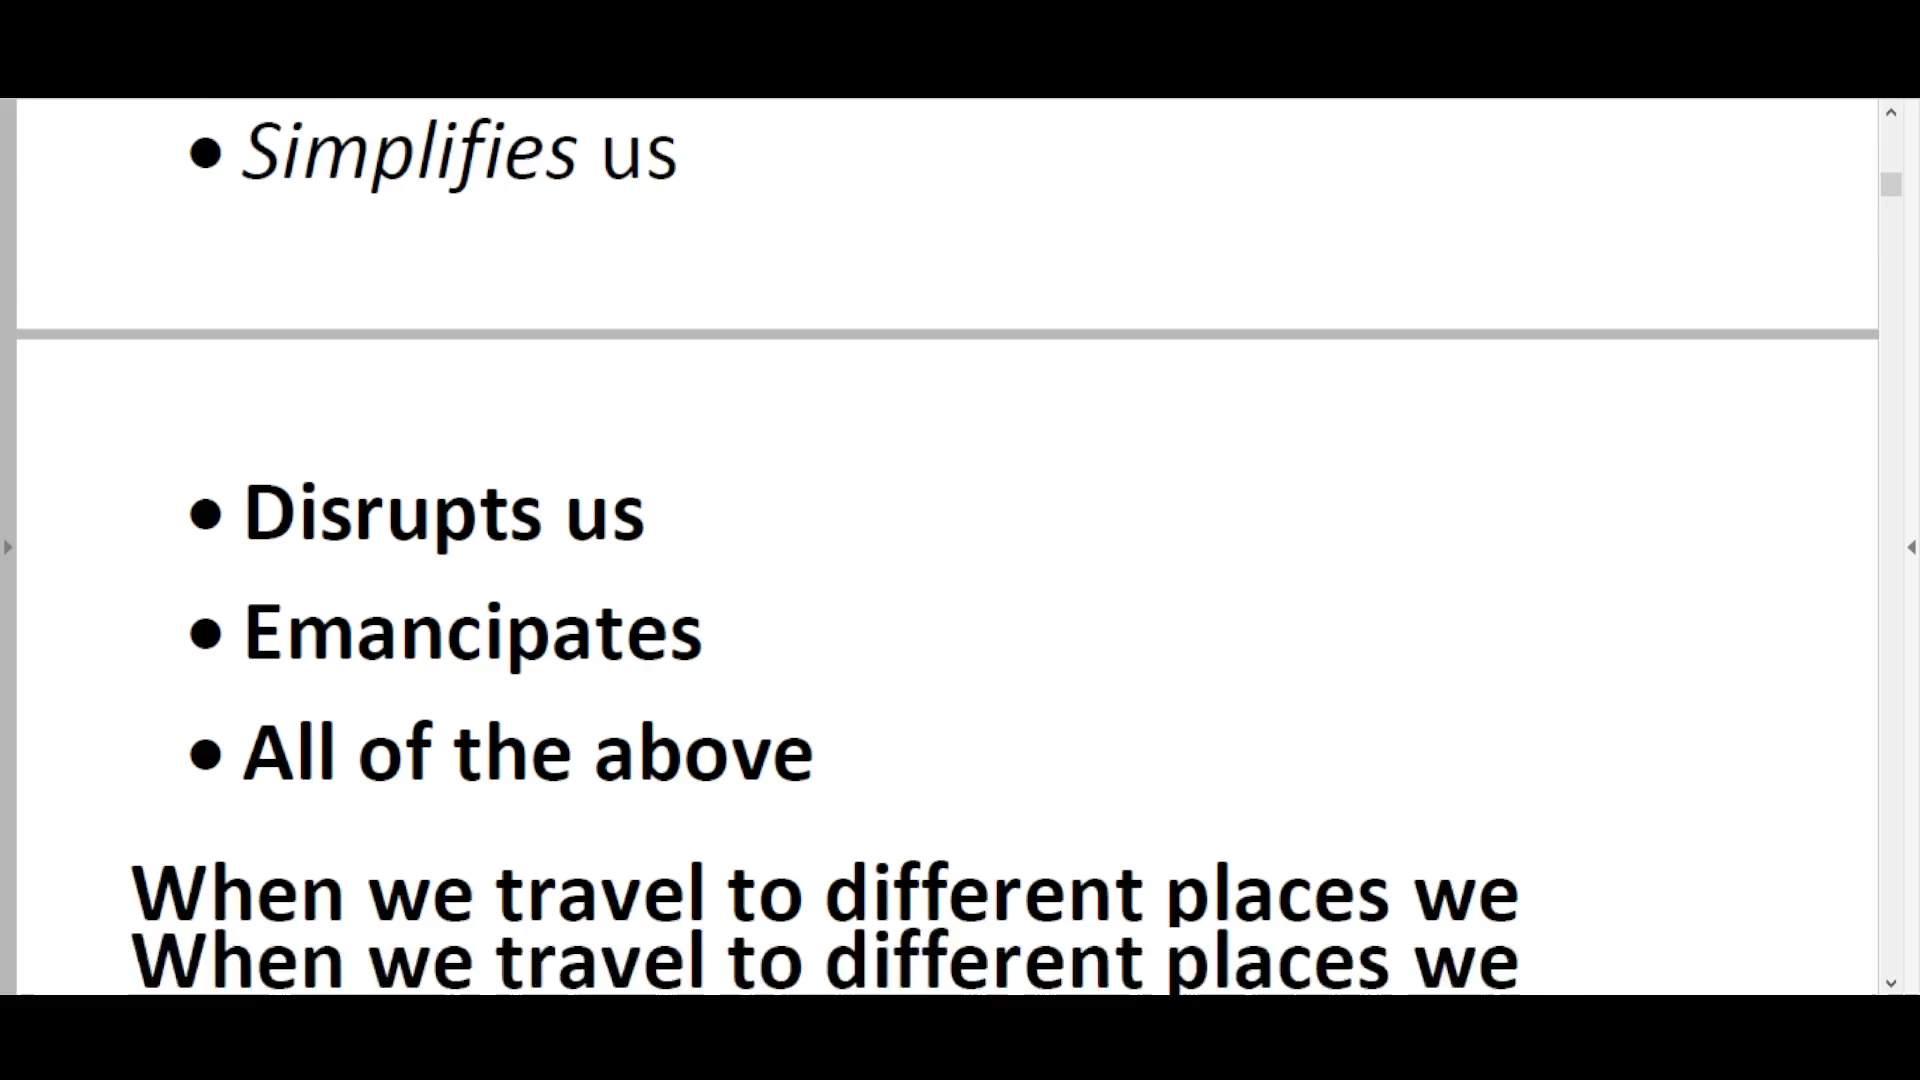 • Simplifies us
• Disrupts us
• Emancipates
• All of the above
When we travel to different places we
When we travel to different places we